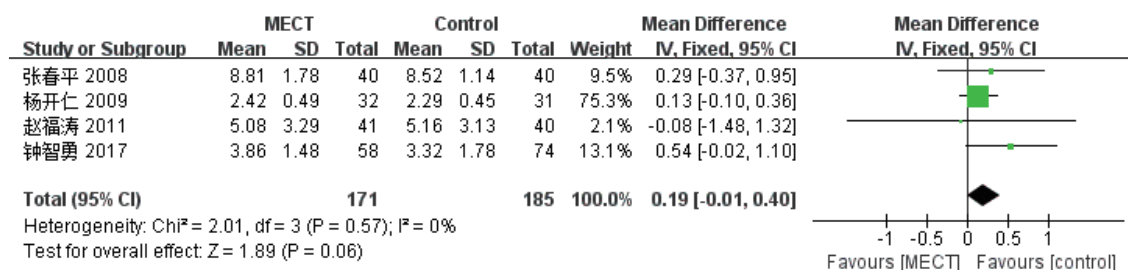 MECT Control Mean Difference Mean Difference
Study or Subgroup Mean SD Total Mean SD Total Weight IV, Fixed, 95% CI IV, Fixed, 95% CI
张春平 2008 8.81 1.78 40 8.52 1.14 40 9.5% 0.29 [-0.37, 0.95]
杨开仁 2009 2.42 0.49 32 2.29 0.45 31 75.3% 0.13 [-0.10, 0.36]
赵福涛 2011 5.08 3.29 41 5.16 3.13 40 2.1% -0.08 [-1.48, 1.32]
钟智勇 2017 3.86 1.48 58 3.32 1.78 74 13.1% 0.54 [-0.02, 1.10]
Total (95% CI) 171 185 100.0% 0.19 [-0.01, 0.40]
Heterogeneity: Chi² = 2.01, df = 3 (P = 0.57); I² = 0%
Test for overall effect: Z = 1.89 (P = 0.06)
-1 -0.5 0 0.5 1
Favours [MECT] Favours [control]